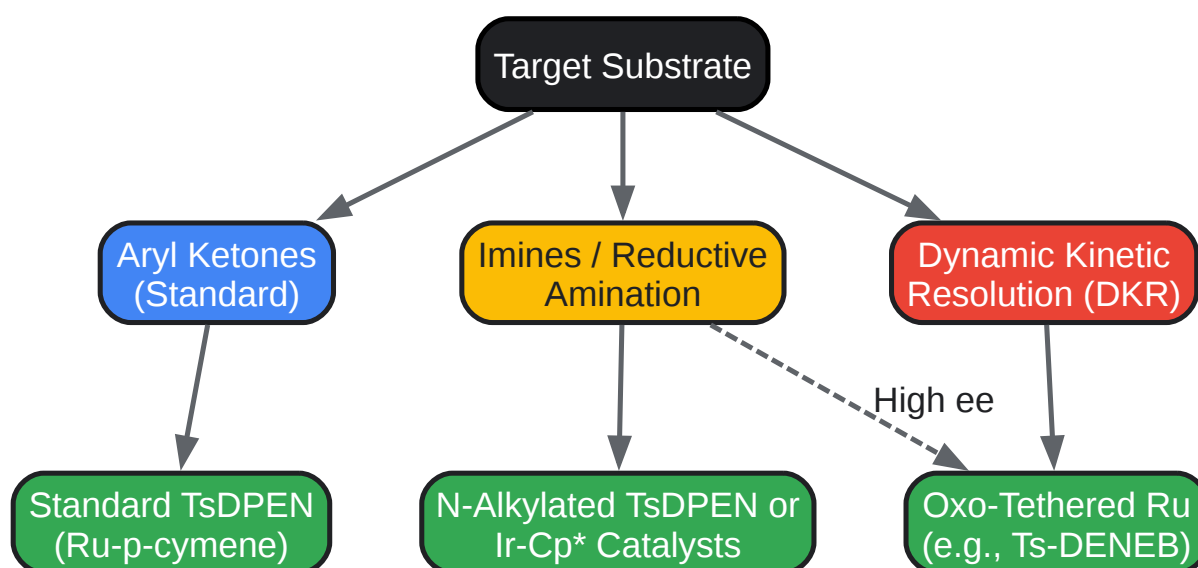 Target Substrate
Aryl Ketones
(Standard)
Imines / Reductive
Amination
Dynamic Kinetic
Resolution (DKR)
High ee
Standard TsDPEN
(Ru-p-cymene)
N-Alkylated TsDPEN or
Ir-Cp* Catalysts
Oxo-Tethered Ru
(e.g., Ts-DENEB)